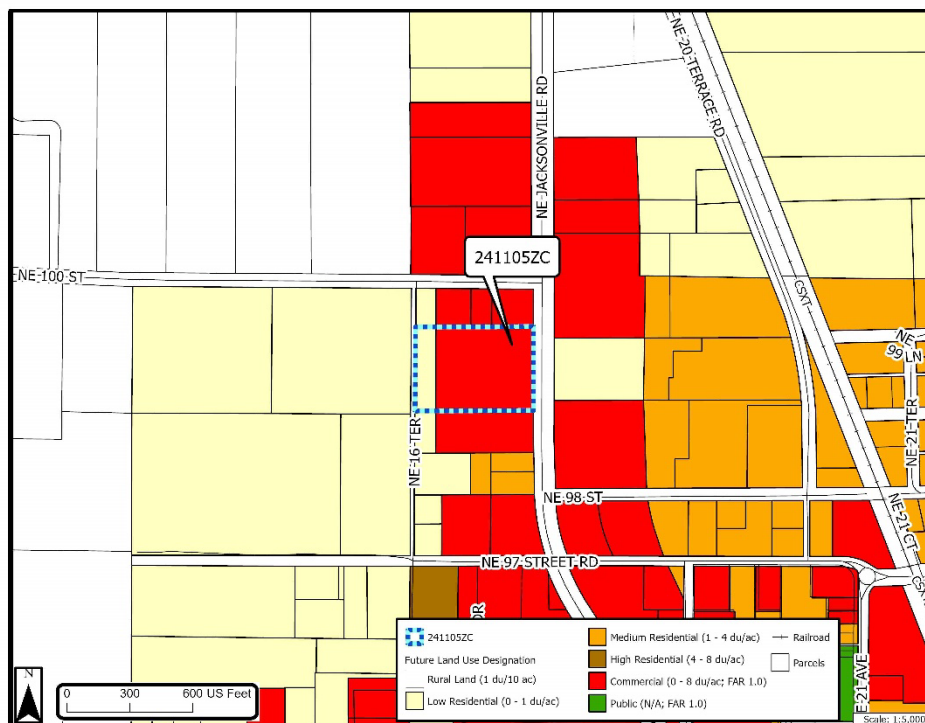 NE JACKSONVILLE RD
NE 20 TERRACE RD
241105ZC
NE 100 ST
CSXT
NE
99 LN
NE 21 TER
NE 16 TER
NE 98 ST
NE 21 CT
NE 97 STREET RD
CSXT
DR
E 21 AVE
N
0 300 600 US Feet
241105ZC
Future Land Use Designation
Rural Land (1 du/10 ac)
Low Residential (0 - 1 du/ac)
Medium Residential (1 - 4 du/ac)
High Residential (4 - 8 du/ac)
Commercial (0 - 8 du/ac; FAR 1.0)
Public (N/A; FAR 1.0)
Railroad
Parcels
Scale: 1:5,000